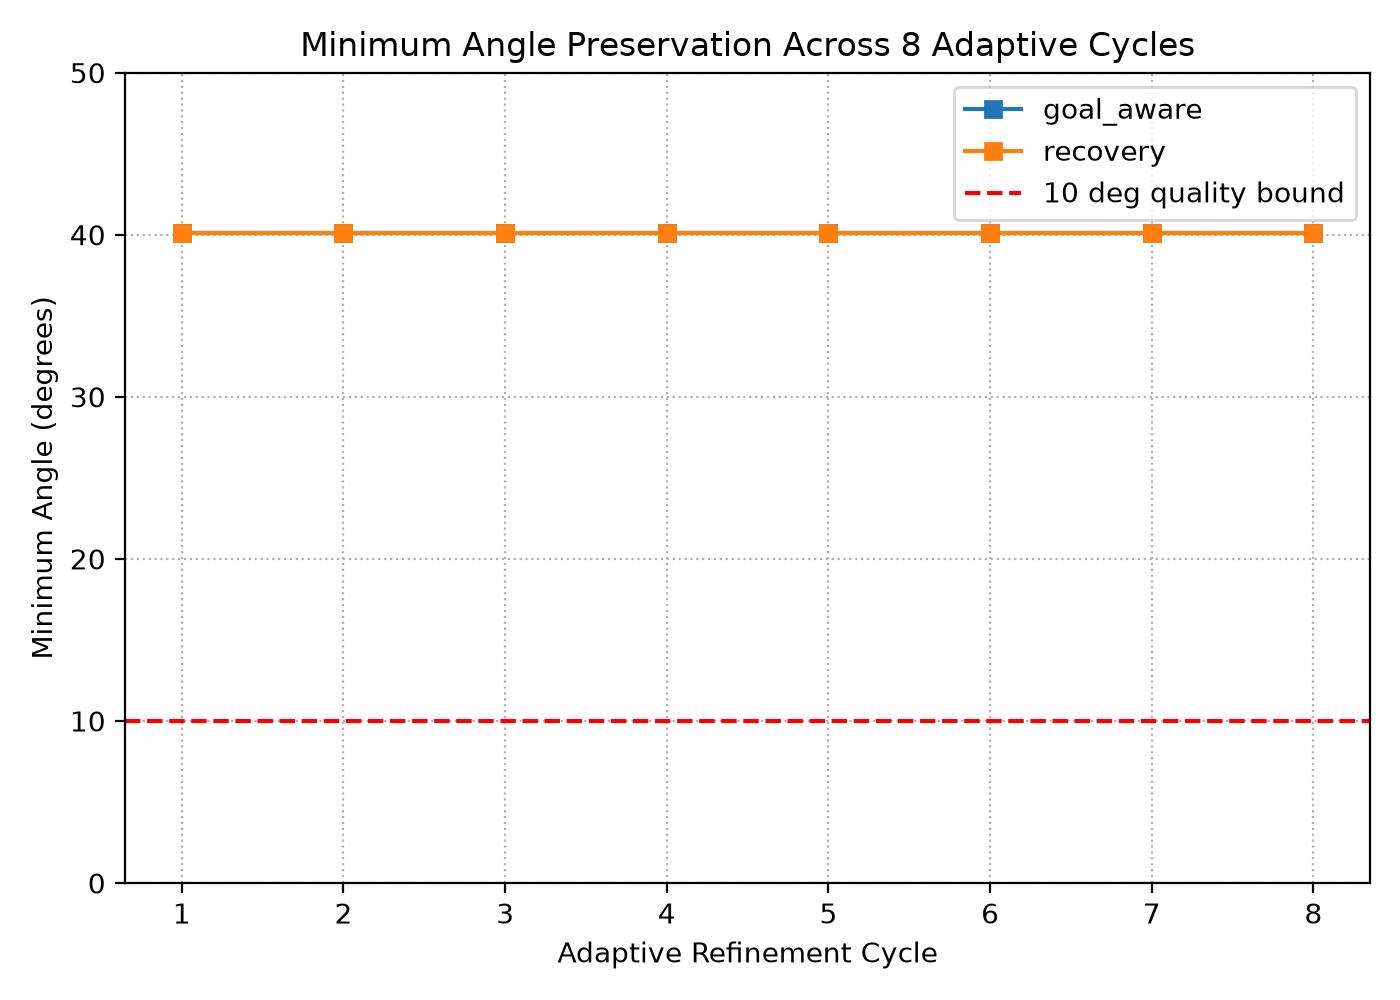 Minimum Angle Preservation Across 8 Adaptive Cycles
goal_aware
recovery
10 deg quality bound
50
40
30
20
10
0
Minimum Angle (degrees)
1 2 3 4 5 6 7 8
Adaptive Refinement Cycle